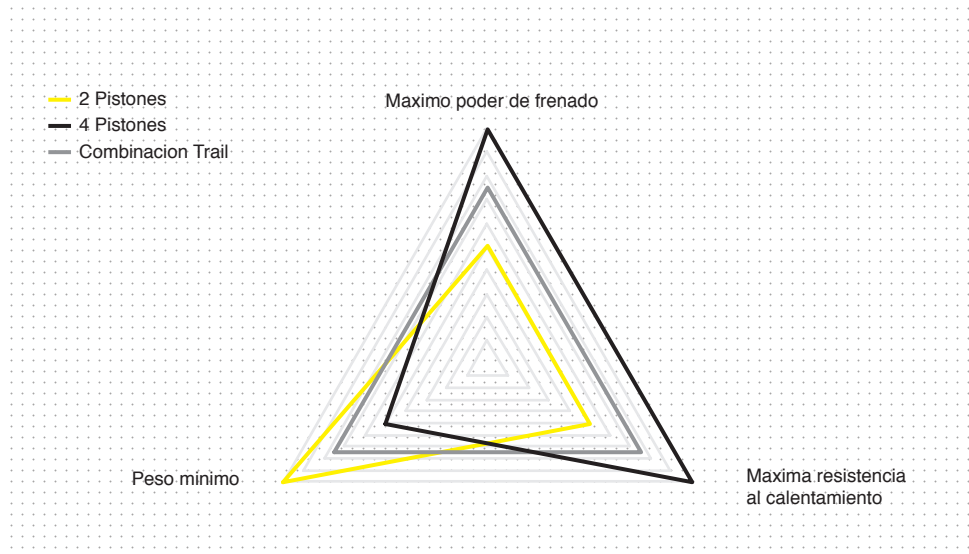 2 Pistones
4 Pistones
Combinacion Trail
Maximo poder de frenado
Peso mínimo
Maxima resistencia
al calentamiento